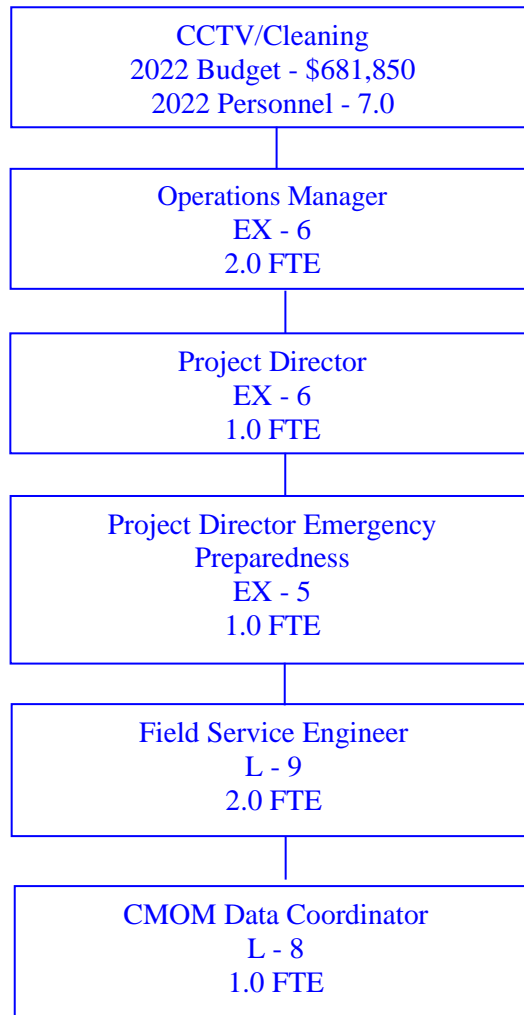 CCTV/Cleaning
2022 Budget - $681,850
2022 Personnel - 7.0
Operations Manager
EX - 6
2.0 FTE
Project Director
EX - 6
1.0 FTE
Project Director Emergency
Preparedness
EX - 5
1.0 FTE
Field Service Engineer
L - 9
2.0 FTE
CMOM Data Coordinator
L - 8
1.0 FTE